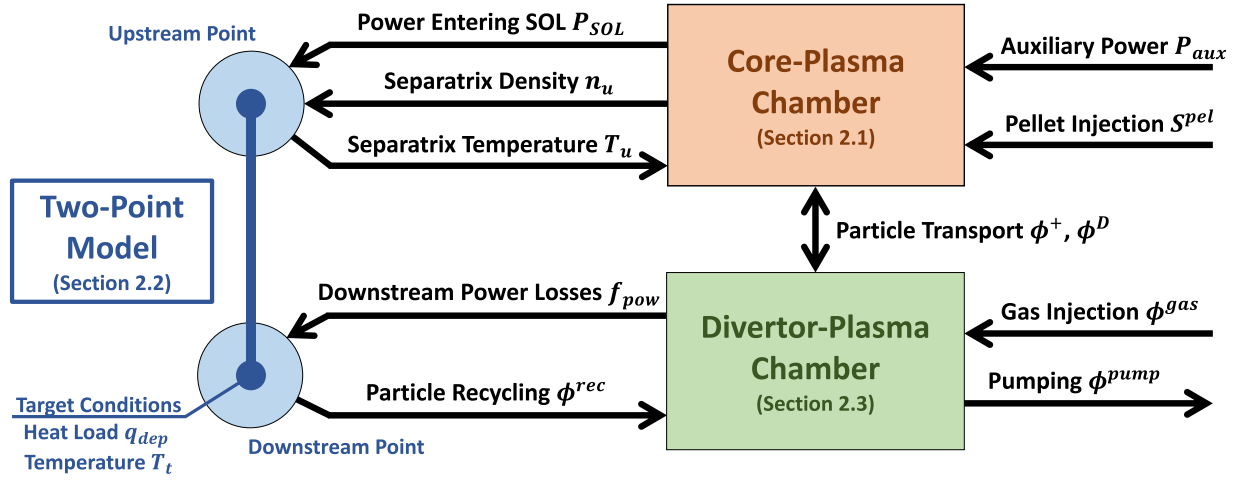 Upstream Point
Power Entering SOL P_SOL
Separatrix Density n_u
Separatrix Temperature T_u
Core-Plasma
Chamber
(Section 2.1)
Auxiliary Power P_aux
Pellet Injection S^pel
Two-Point
Model
(Section 2.2)
Particle Transport ϕ^+, ϕ^D
Downstream Power Losses f_pow
Particle Recycling ϕ^rec
Divertor-Plasma
Chamber
(Section 2.3)
Gas Injection ϕ^gas
Pumping ϕ^pump
Target Conditions
Heat Load q_dep
Temperature T_t
Downstream Point